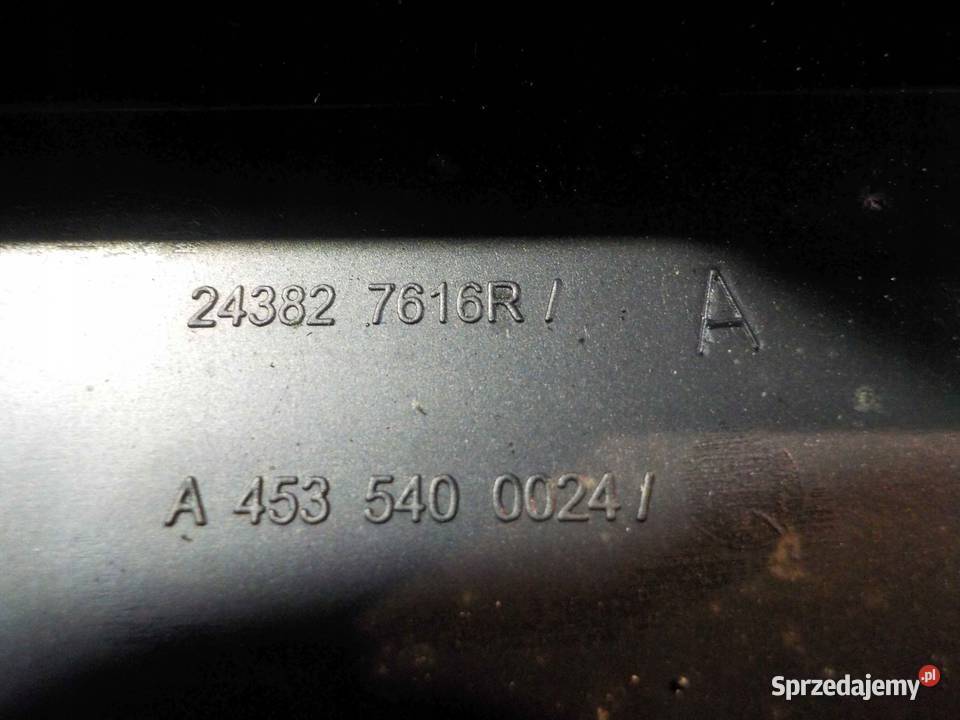 24382 7616R / A
A 453 540 0024 /
Sprzedajemy.pl